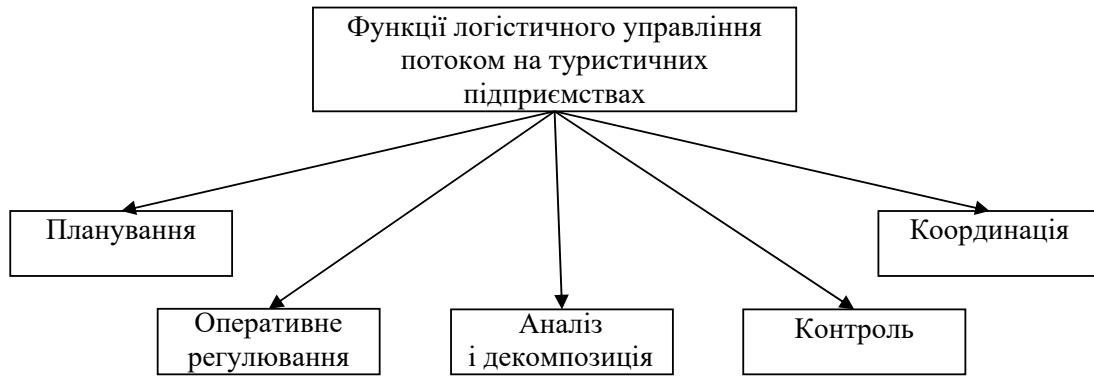 Функції логістичного управління
потоком на туристичних
підприємствах
Планування
Координація
Оперативне
регулювання
Аналіз
і декомпозиція
Контроль